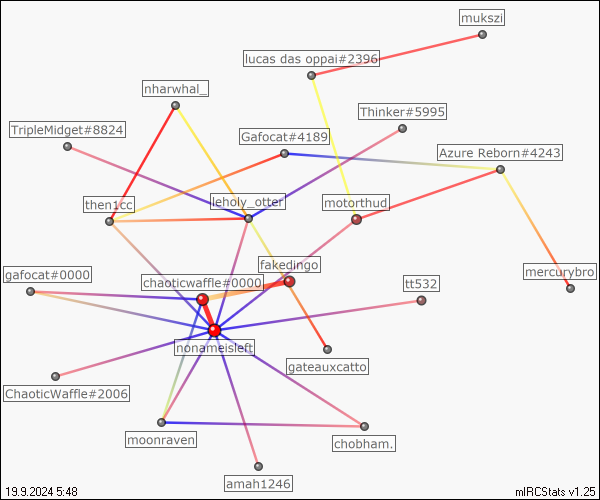 mukszi
lucas das oppai#2396
nharwhal_
Thinker#5995
TripleMidget#8824
Gafocat#4189
Azure Reborn#4243
then1cc
leholy_otter
motorthud
fakedingo
gafocat#0000
chaoticwaffle#0000
tt532
mercurybro
nonameisleft
gateauxcatto
ChaoticWaffle#2006
moonraven
chobham.
amah1246
19.9.2024 5:48
mIRCStats v1.25